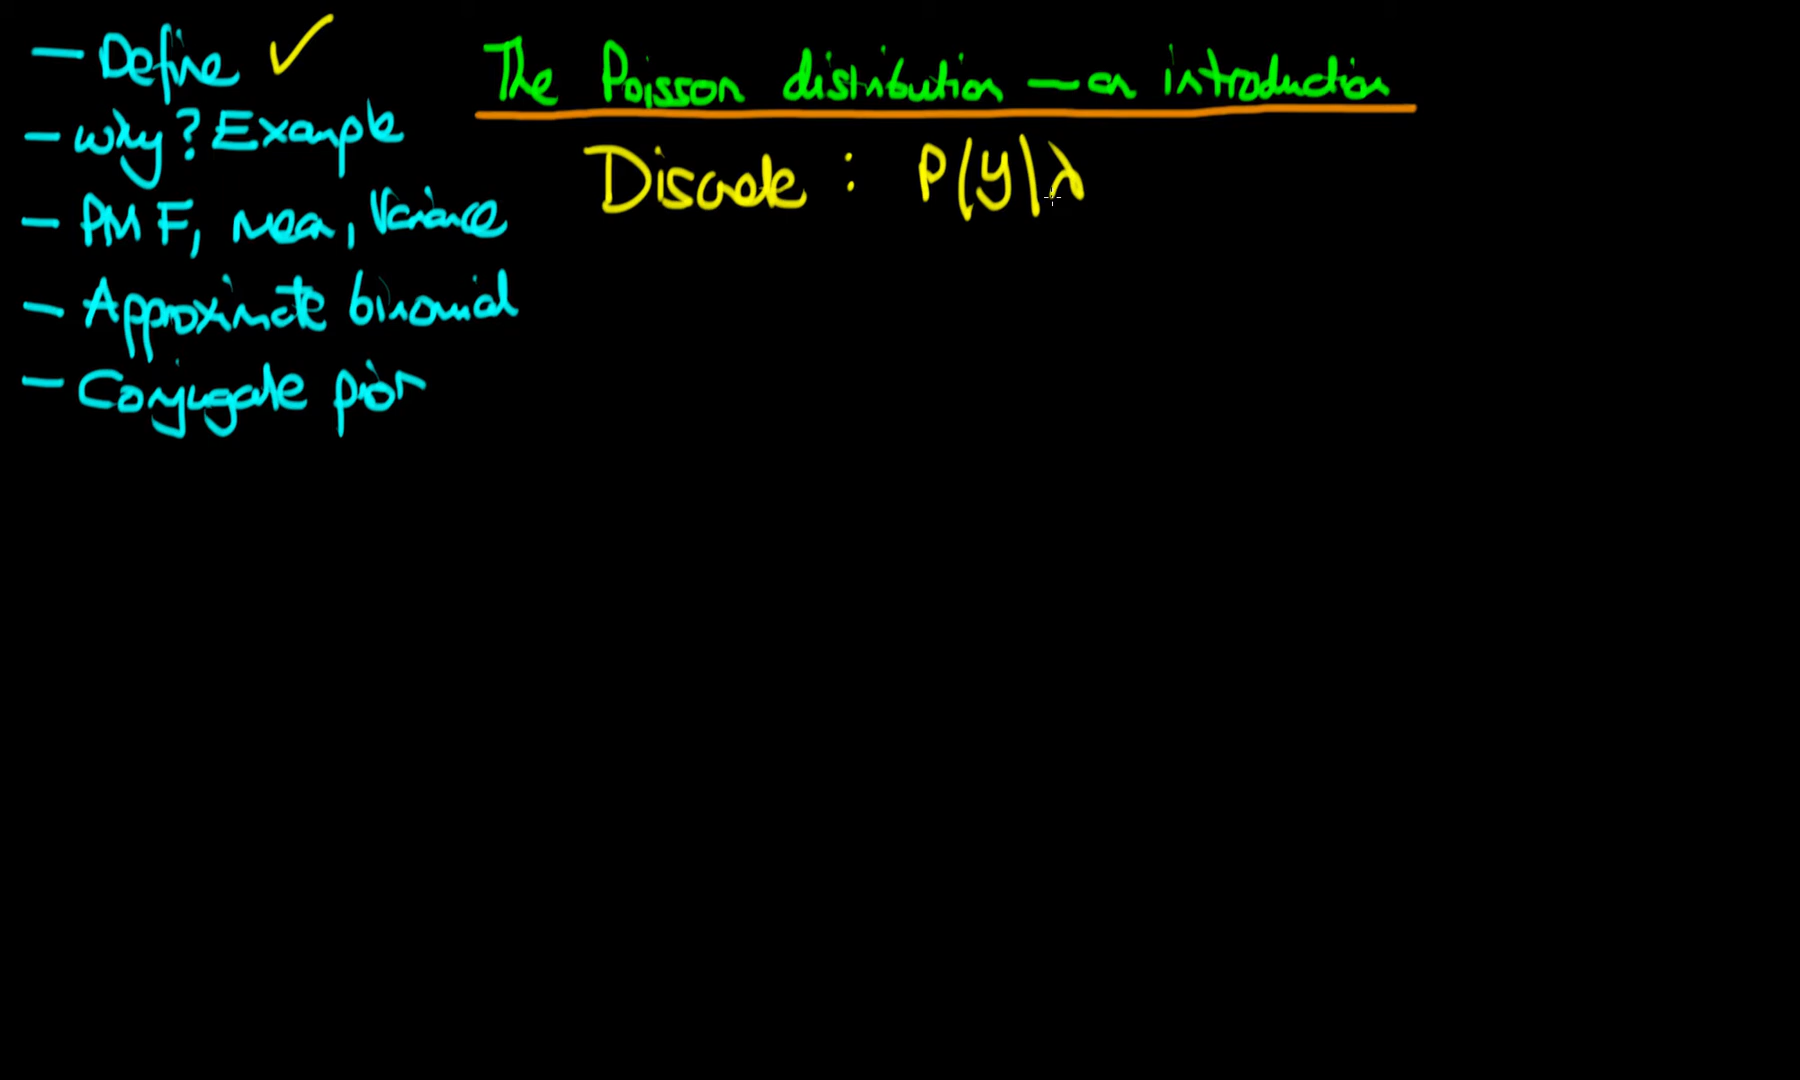 The Poisson distribution — an introduction
- Define ✓
- why? Example
- PMF, mean, Variance
- Approximate binomial
- Conjugate prior
Discrete : P(y|λ